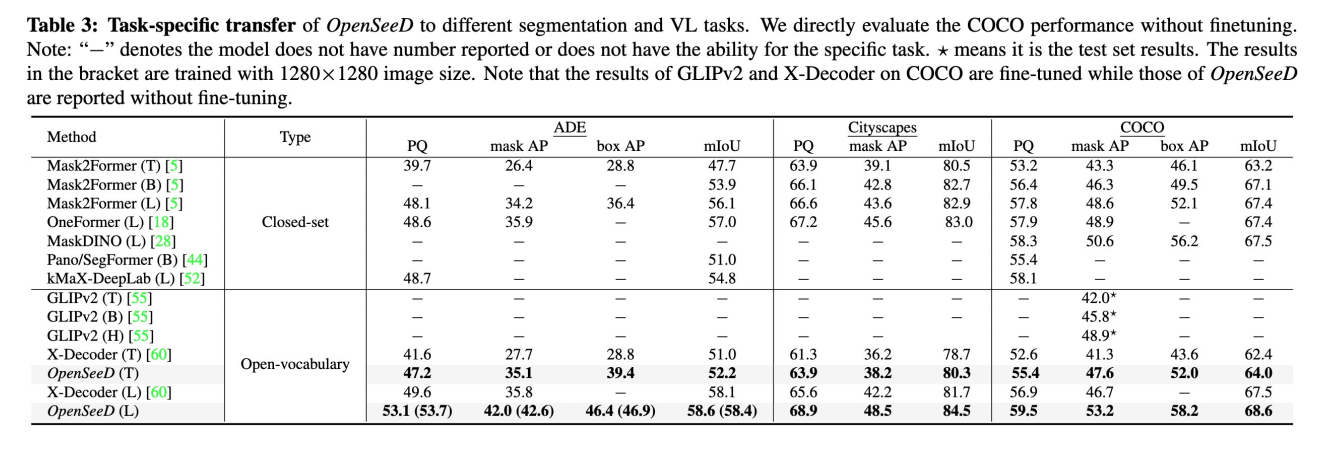 Table 3: Task-specific transfer of OpenSeeD to different segmentation and VL tasks. We directly evaluate the COCO performance without finetuning.
Note: “−” denotes the model does not have number reported or does not have the ability for the specific task. ⋆ means it is the test set results. The results
in the bracket are trained with 1280×1280 image size. Note that the results of GLIPv2 and X-Decoder on COCO are fine-tuned while those of OpenSeeD
are reported without fine-tuning.
Method Type ADE Cityscapes COCO
PQ mask AP box AP mIoU PQ mask AP mIoU PQ mask AP box AP mIoU
Mask2Former (T) [5] 39.7 26.4 28.8 47.7 63.9 39.1 80.5 53.2 43.3 46.1 63.2
Mask2Former (B) [5] − − − 53.9 66.1 42.8 82.7 56.4 46.3 49.5 67.1
Mask2Former (L) [5] 48.1 34.2 36.4 56.1 66.6 43.6 82.9 57.8 48.6 52.1 67.4
OneFormer (L) [18] Closed-set 48.6 35.9 − 57.0 67.2 45.6 83.0 57.9 48.9 − 67.4
MaskDINO (L) [28] − − − − − − − 58.3 50.6 56.2 67.5
Pano/SegFormer (B) [44] − − − 51.0 − − − 55.4 − − −
kMaX-DeepLab (L) [52] 48.7 − − 54.8 − − − 58.1 − − −
GLIPv2 (T) [55] − − − − − − − − 42.0⋆ − −
GLIPv2 (B) [55] − − − − − − − − 45.8⋆ − −
GLIPv2 (H) [55] − − − − − − − − 48.9⋆ − −
X-Decoder (T) [60] Open-vocabulary 41.6 27.7 28.8 51.0 61.3 36.2 78.7 52.6 41.3 43.6 62.4
OpenSeeD (T) 47.2 35.1 39.4 52.2 63.9 38.2 80.3 55.4 47.6 52.0 64.0
X-Decoder (L) [60] 49.6 35.8 − 58.1 65.6 42.2 81.7 56.9 46.7 − 67.5
OpenSeeD (L) 53.1 (53.7) 42.0 (42.6) 46.4 (46.9) 58.6 (58.4) 68.9 48.5 84.5 59.5 53.2 58.2 68.6